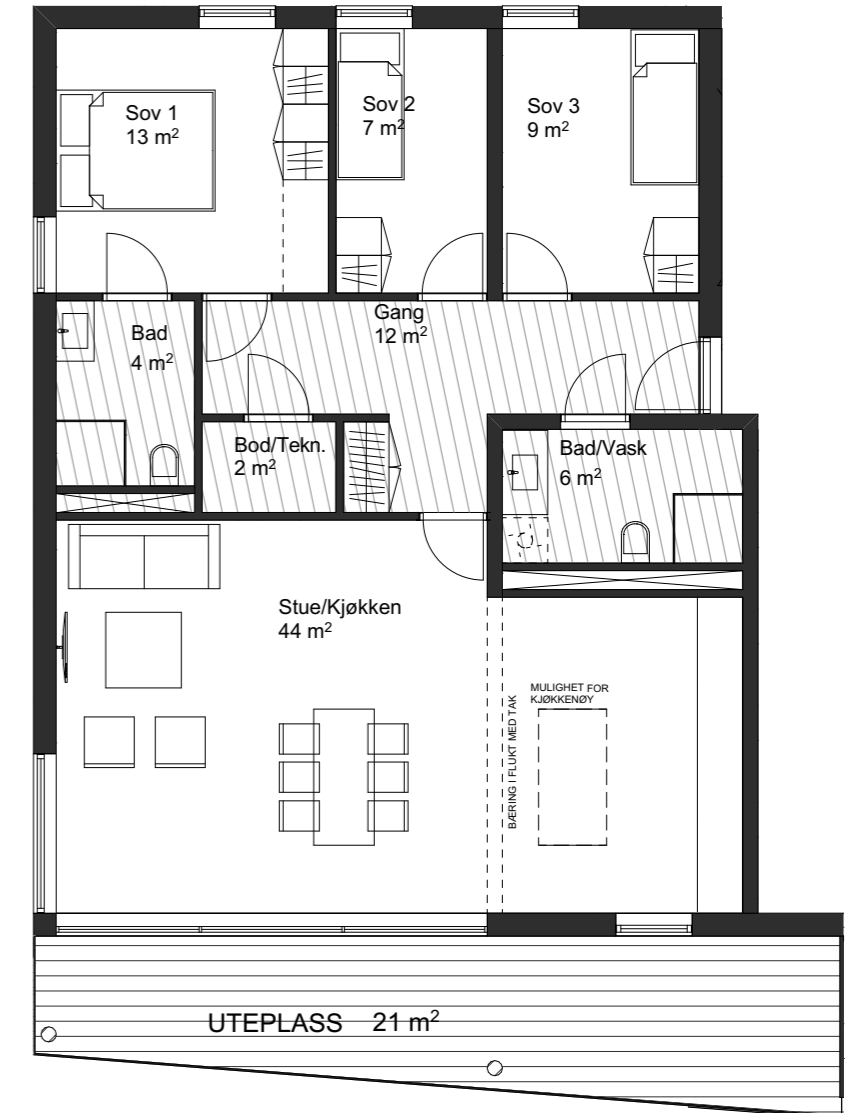 Sov 1
13 m²
Sov 2
7 m²
Sov 3
9 m²
Gang
12 m²
Bad
4 m²
Bod/Tekn.
2 m²
Bad/Vask
6 m²
Stue/Kjøkken
44 m²
MULIGHET FOR
KJØKKENØY
BÆRING I FLUKT MED TAK
UTEPLASS 21 m²